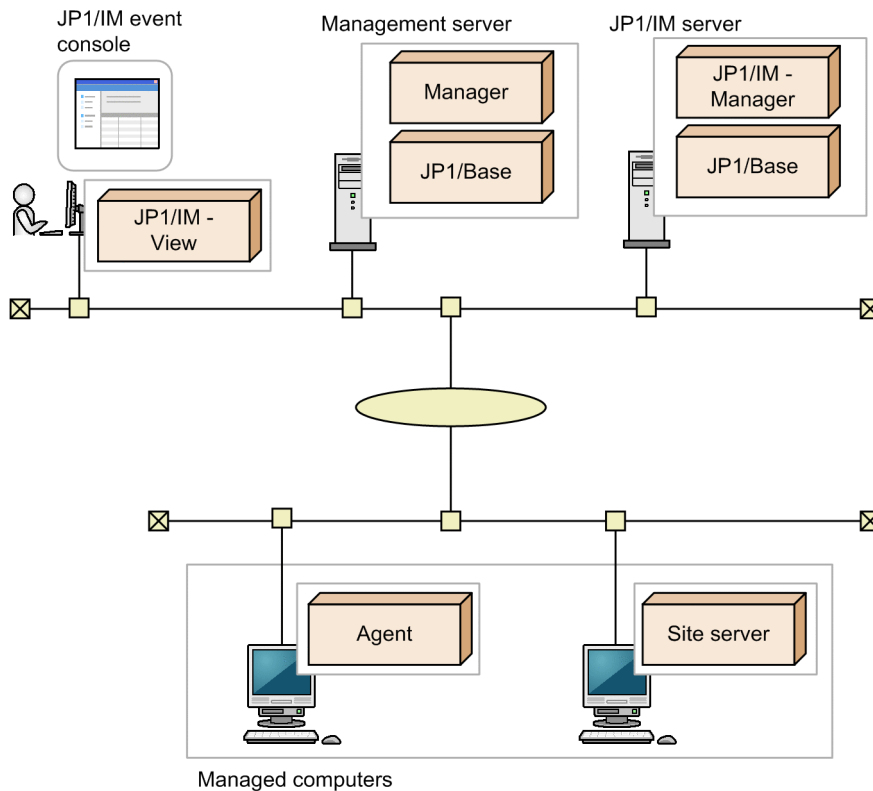 JP1/IM event
console
Management server
JP1/IM server
Manager
JP1/Base
JP1/IM -
Manager
JP1/Base
JP1/IM -
View
Agent
Site server
Managed computers